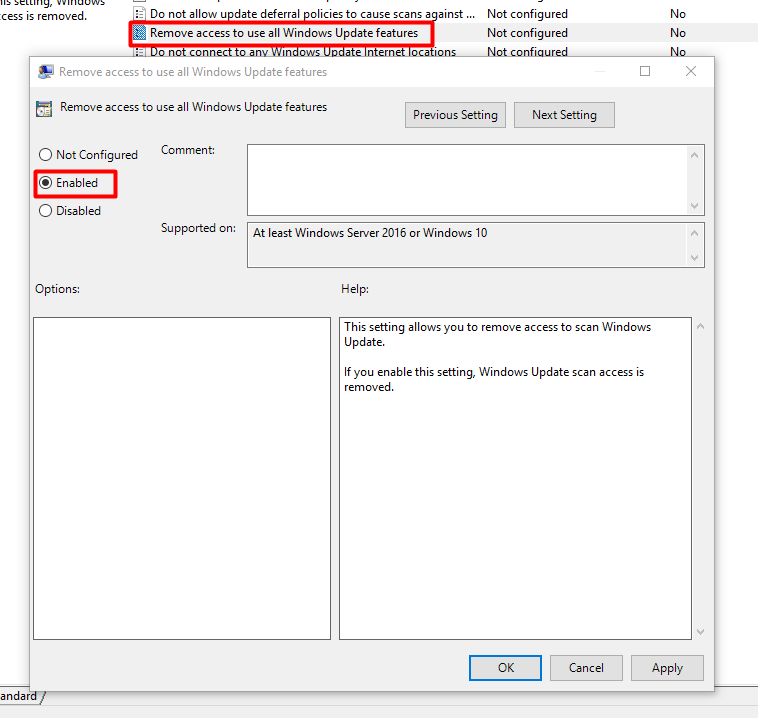 his setting, Windows
ccess is removed.
Do not allow update deferral policies to cause scans against ... Not configured No
Remove access to use all Windows Update features Not configured No
Do not connect to any Windows Update Internet locations Not configured No
Remove access to use all Windows Update features
Remove access to use all Windows Update features
Previous Setting Next Setting
Not Configured Comment:
Enabled
Disabled
Supported on: At least Windows Server 2016 or Windows 10
Options: Help:
This setting allows you to remove access to scan Windows
Update.
If you enable this setting, Windows Update scan access is
removed.
OK Cancel Apply
andard